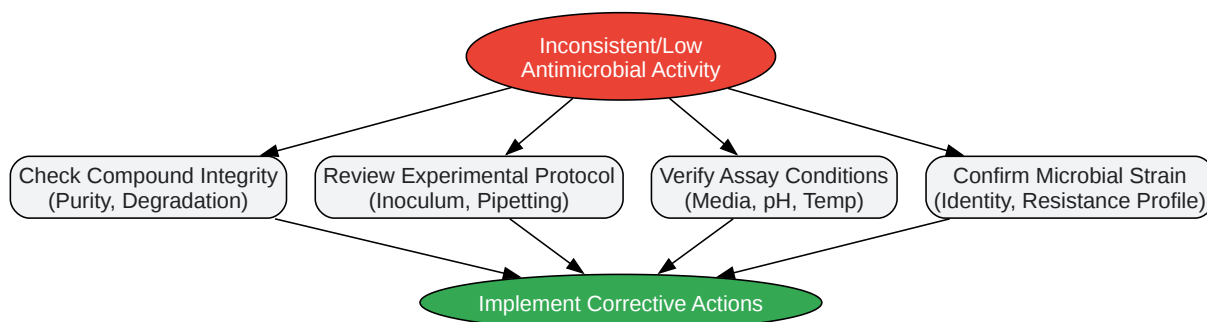 Inconsistent/Low
Antimicrobial Activity
Check Compound Integrity
(Purity, Degradation)
Review Experimental Protocol
(Inoculum, Pipetting)
Verify Assay Conditions
(Media, pH, Temp)
Confirm Microbial Strain
(Identity, Resistance Profile)
Implement Corrective Actions